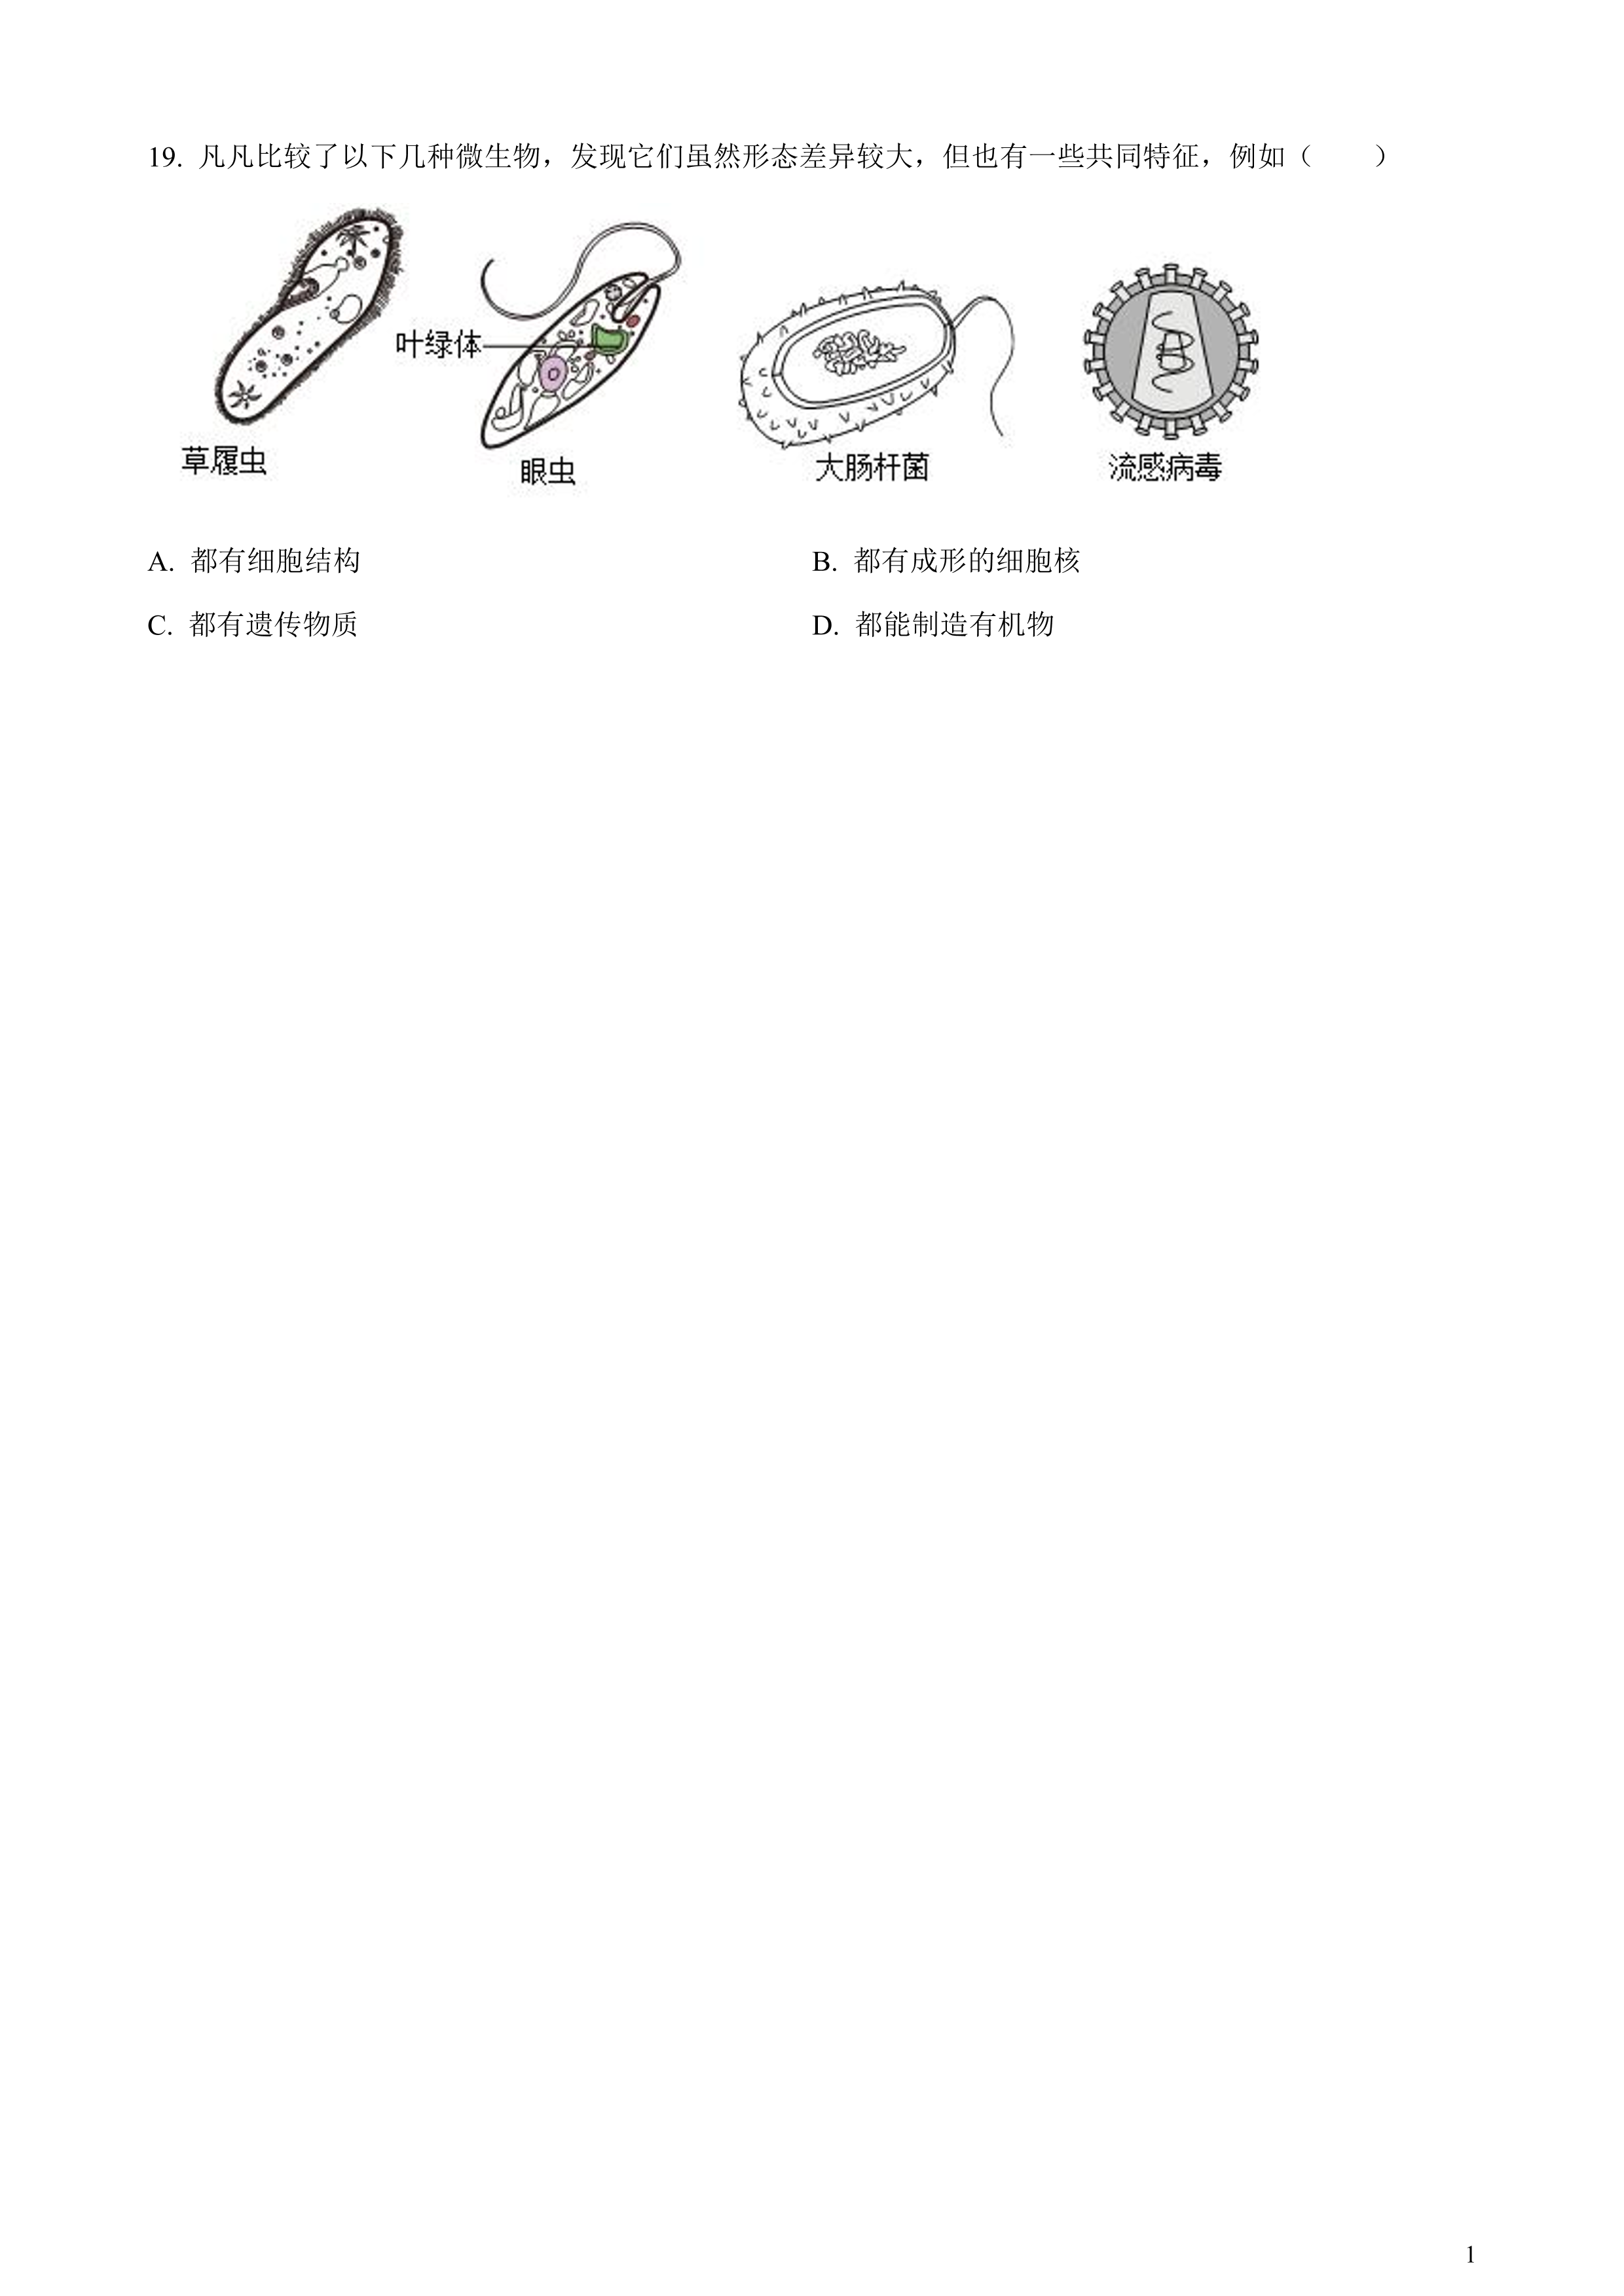 19. 凡凡比较了以下几种微生物，发现它们虽然形态差异较大，但也有一些共同特征，例如（　　）
叶绿体
草履虫
眼虫
大肠杆菌
流感病毒
A. 都有细胞结构
B. 都有成形的细胞核
C. 都有遗传物质
D. 都能制造有机物
1